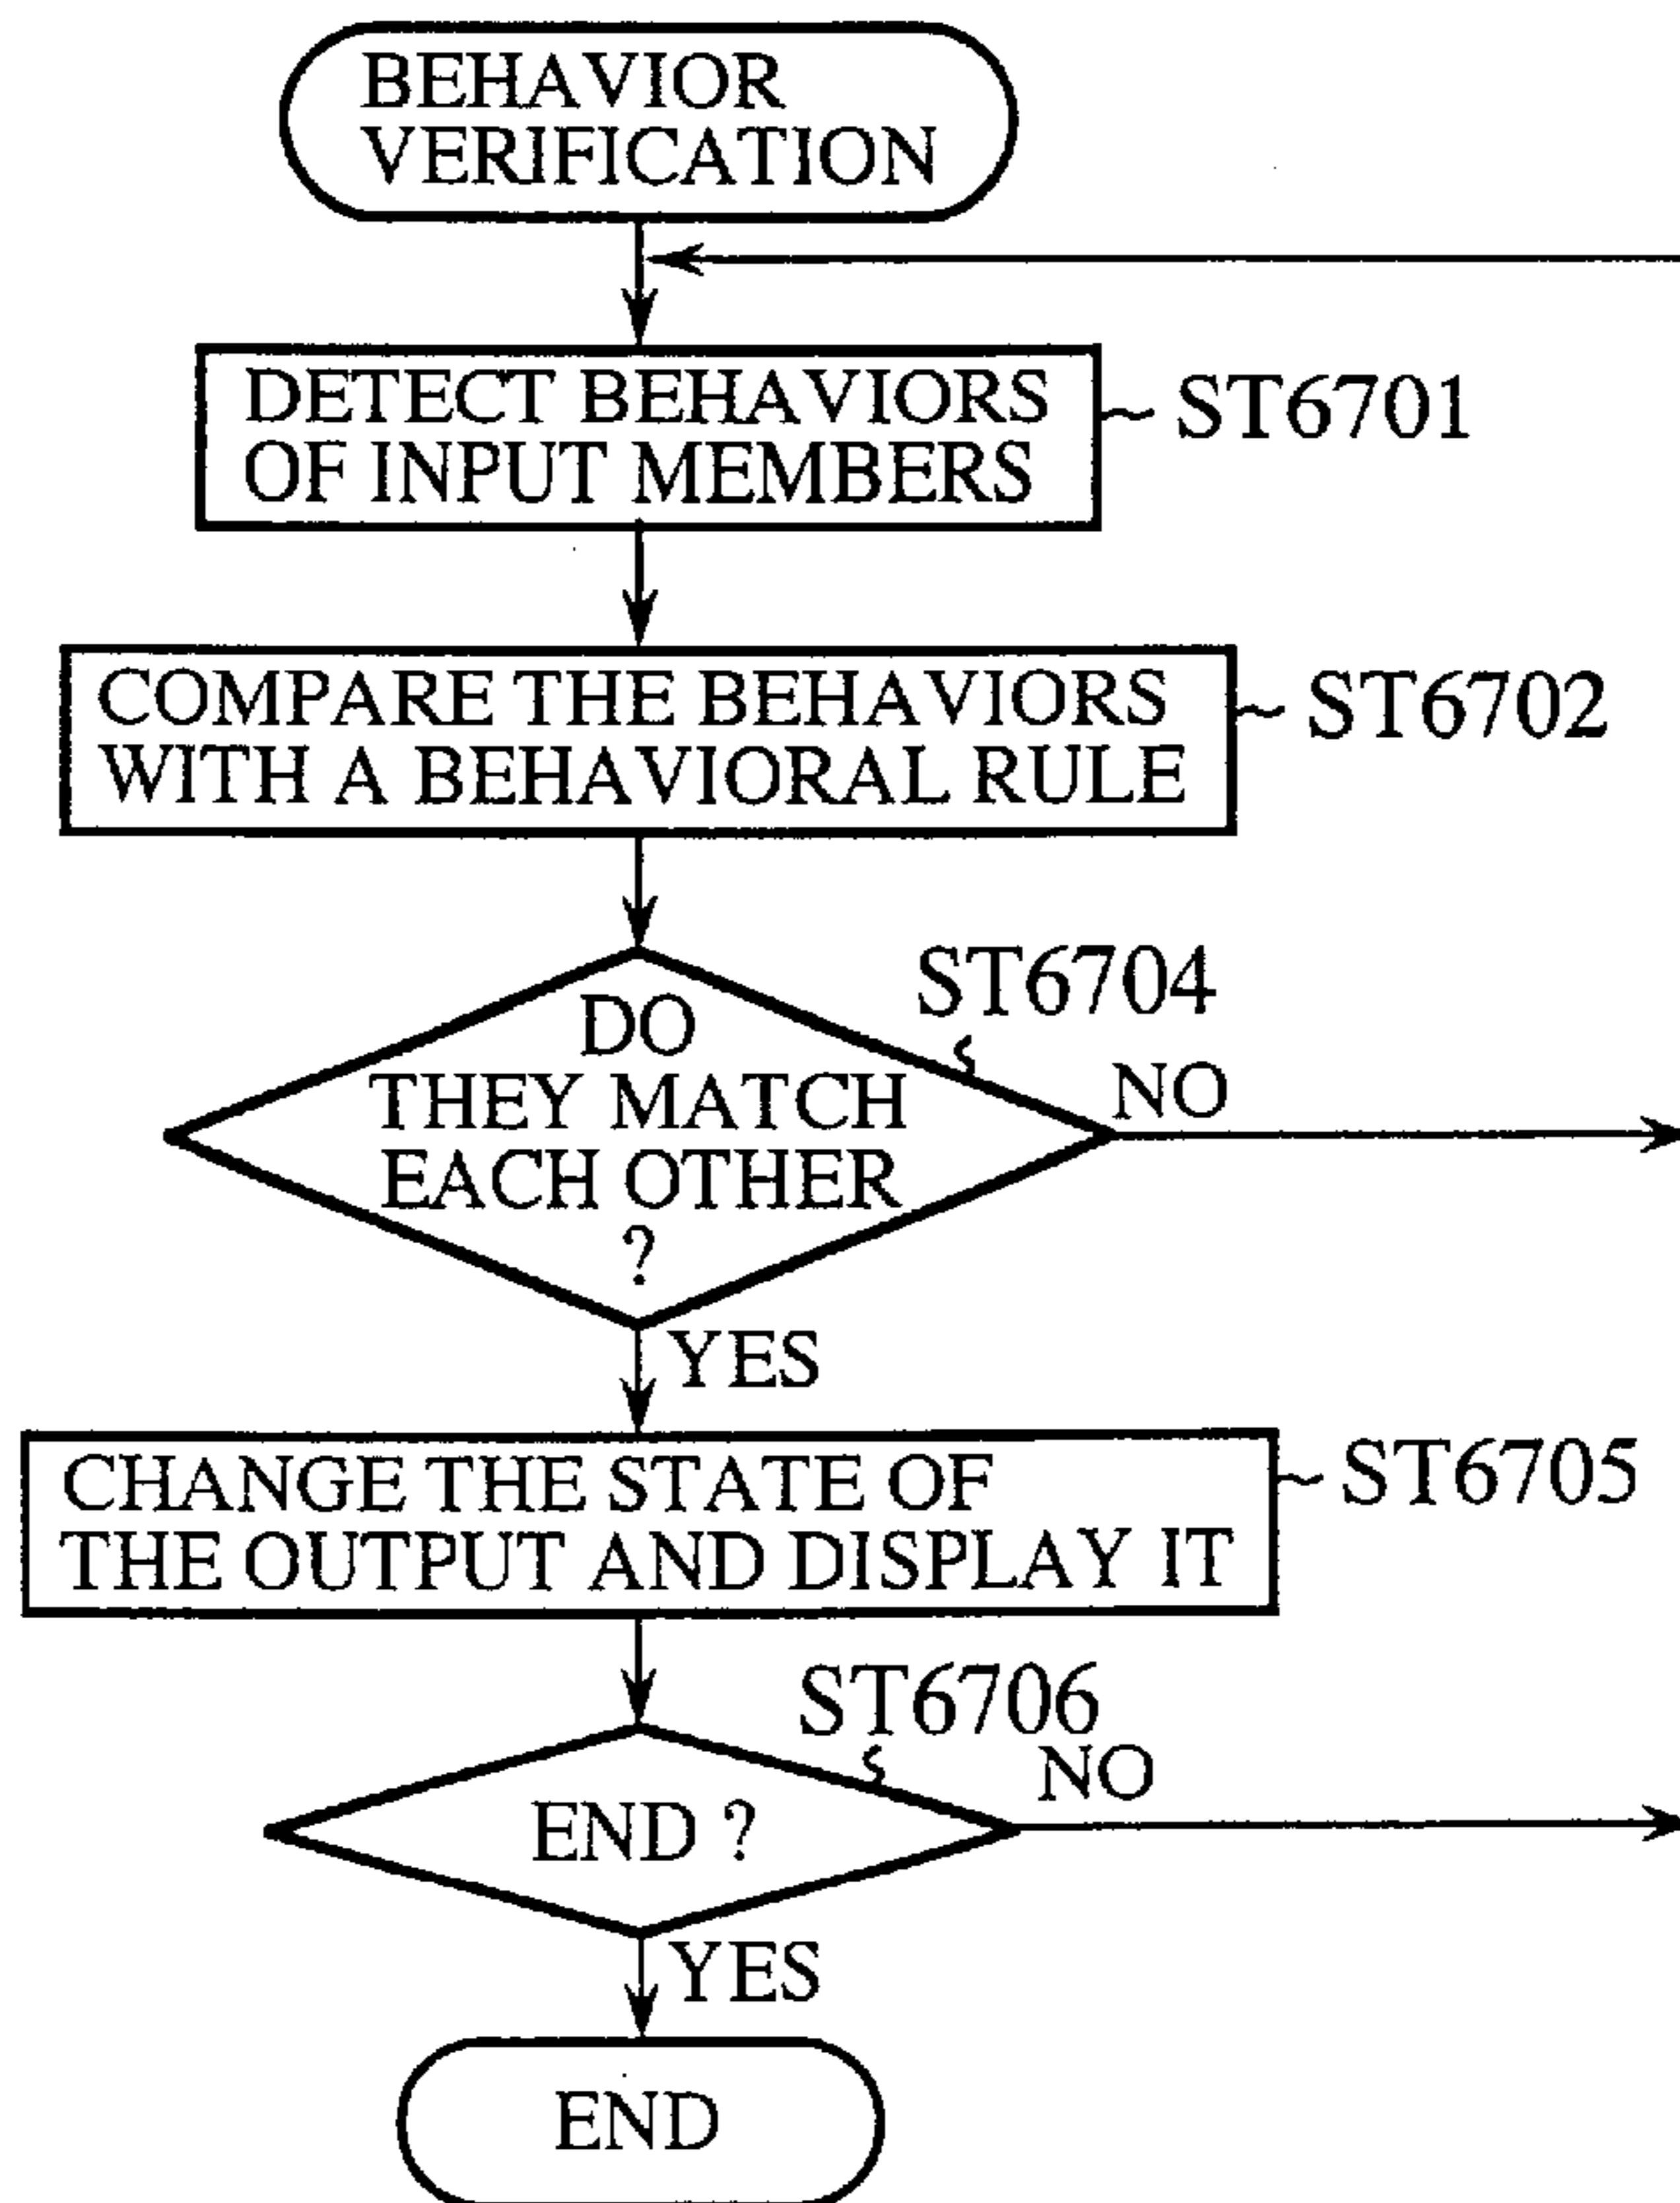 BEHAVIOR
VERIFICATION
DETECT BEHAVIORS
OF INPUT MEMBERS
ST6701
COMPARE THE BEHAVIORS
WITH A BEHAVIORAL RULE
ST6702
ST6704
DO
THEY MATCH
EACH OTHER
?
NO
YES
CHANGE THE STATE OF
THE OUTPUT AND DISPLAY IT
ST6705
ST6706
NO
END ?
YES
END